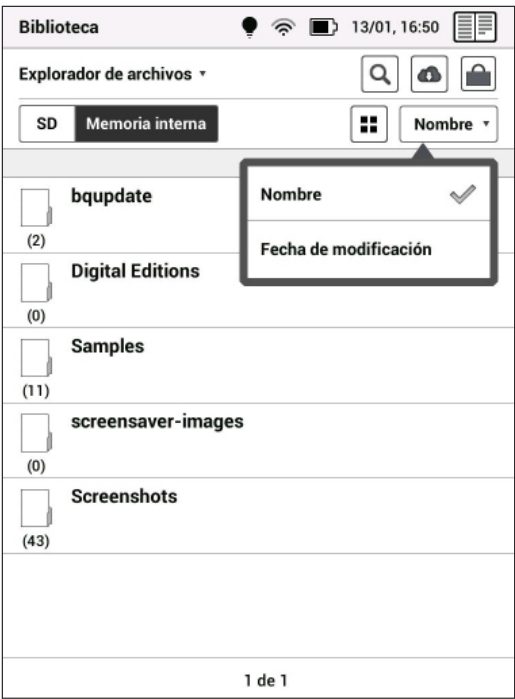 Biblioteca
13/01, 16:50
Explorador de archivos
SD
Memoria interna
Nombre
Nombre
Fecha de modificación
bqupdate
(2)
Digital Editions
(0)
Samples
(11)
screensaver-images
(0)
Screenshots
(43)
1 de 1